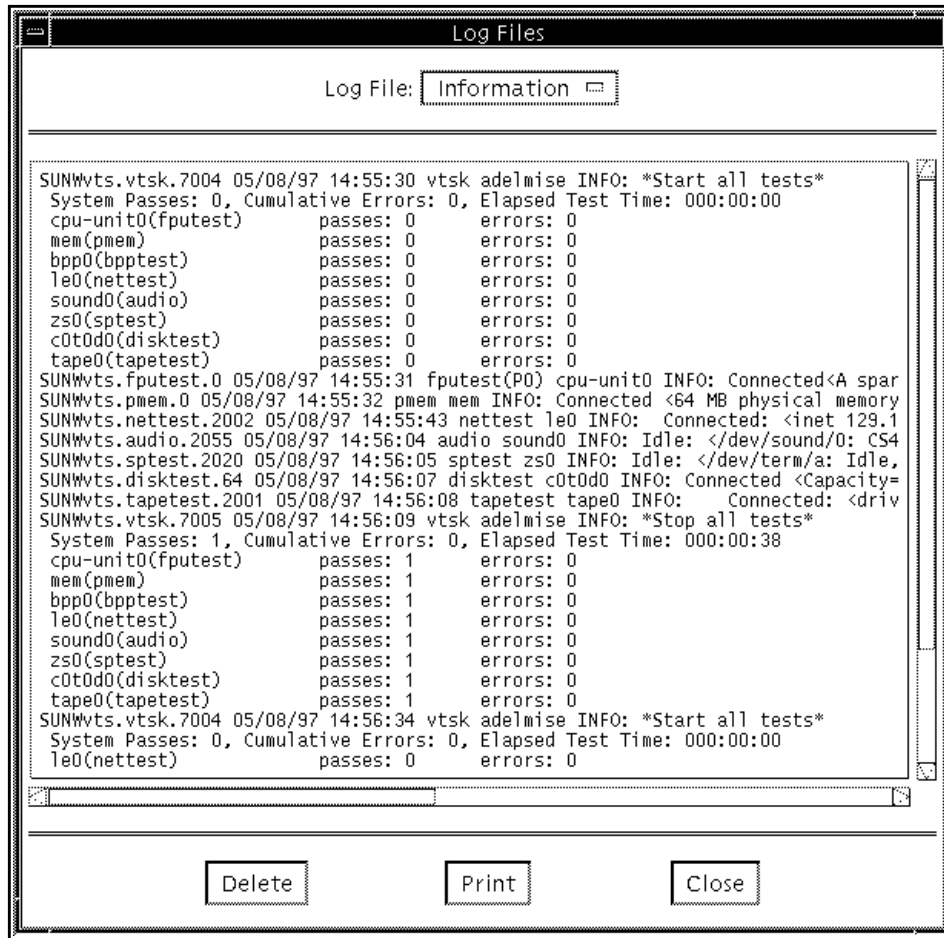 Log Files
Log File: Information
SUNWvts.vtsk.7004 05/08/97 14:55:30 vtsk adelmise INFO: *Start all tests*
System Passes: 0, Cumulative Errors: 0, Elapsed Test Time: 000:00:00
cpu-unit0(fputest) passes: 0 errors: 0
mem(pmem) passes: 0 errors: 0
bpp0(bpptest) passes: 0 errors: 0
le0(nettest) passes: 0 errors: 0
sound0(audio) passes: 0 errors: 0
zs0(sptest) passes: 0 errors: 0
c0t0d0(disktest) passes: 0 errors: 0
tape0(tapetest) passes: 0 errors: 0
SUNWvts.fputest.0 05/08/97 14:55:31 fputest(P0) cpu-unit0 INFO: Connected<A spar
SUNWvts.pmem.0 05/08/97 14:55:32 pmem mem INFO: Connected <64 MB physical memory
SUNWvts.nettest.2002 05/08/97 14:55:43 nettest le0 INFO: Connected: <inet 129.1
SUNWvts.audio.2055 05/08/97 14:56:04 audio sound0 INFO: Idle: </dev/sound/0: CS4
SUNWvts.sptest.2020 05/08/97 14:56:05 sptest zs0 INFO: Idle: </dev/term/a: Idle,
SUNWvts.disktest.64 05/08/97 14:56:07 disktest c0t0d0 INFO: Connected <Capacity=
SUNWvts.tapetest.2001 05/08/97 14:56:08 tapetest tape0 INFO: Connected: <driv
SUNWvts.vtsk.7005 05/08/97 14:56:09 vtsk adelmise INFO: *Stop all tests*
System Passes: 1, Cumulative Errors: 0, Elapsed Test Time: 000:00:38
cpu-unit0(fputest) passes: 1 errors: 0
mem(pmem) passes: 1 errors: 0
bpp0(bpptest) passes: 1 errors: 0
le0(nettest) passes: 1 errors: 0
sound0(audio) passes: 1 errors: 0
zs0(sptest) passes: 1 errors: 0
c0t0d0(disktest) passes: 1 errors: 0
tape0(tapetest) passes: 1 errors: 0
SUNWvts.vtsk.7004 05/08/97 14:56:34 vtsk adelmise INFO: *Start all tests*
System Passes: 0, Cumulative Errors: 0, Elapsed Test Time: 000:00:00
le0(nettest) passes: 0 errors: 0
Delete Print Close